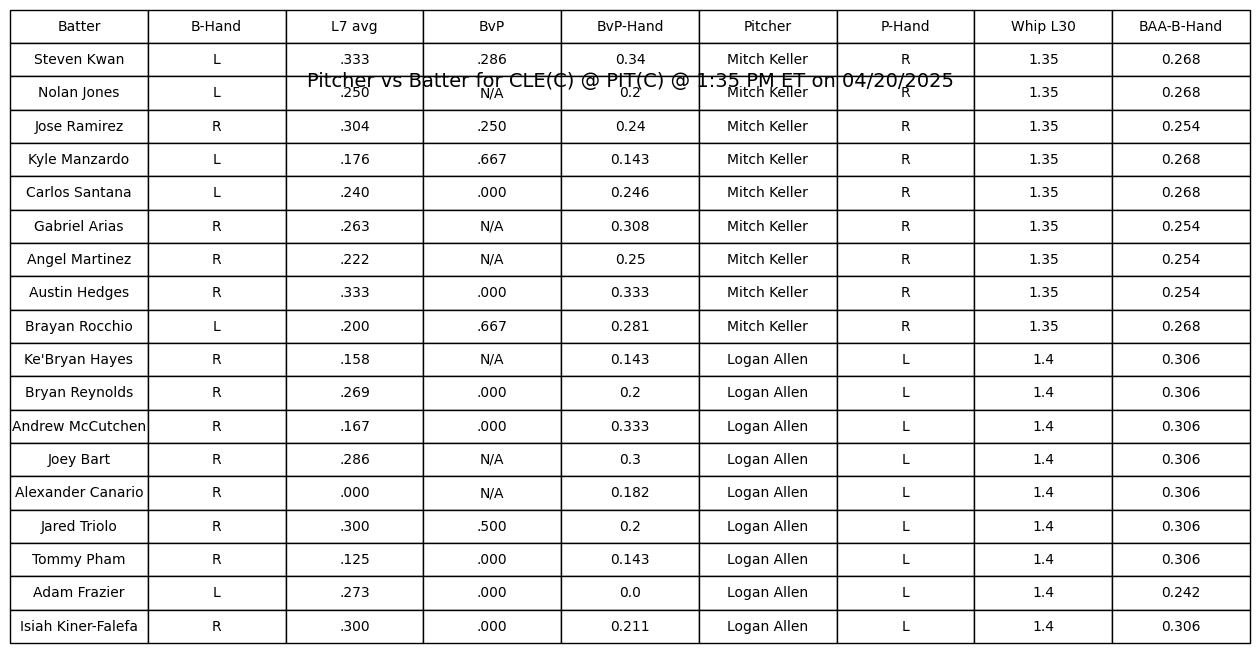 Batter B-Hand L7 avg BvP BvP-Hand Pitcher P-Hand Whip L30 BAA-B-Hand
Steven Kwan L .333 .286 0.34 Mitch Keller R 1.35 0.268
Pitcher vs Batter for CLE(C) @ PIT(C) @ 1:35 PM ET on 04/20/2025
Nolan Jones L .250 N/A 0.2 Mitch Keller R 1.35 0.268
Jose Ramirez R .304 .250 0.24 Mitch Keller R 1.35 0.254
Kyle Manzardo L .176 .667 0.143 Mitch Keller R 1.35 0.268
Carlos Santana L .240 .000 0.246 Mitch Keller R 1.35 0.268
Gabriel Arias R .263 N/A 0.308 Mitch Keller R 1.35 0.254
Angel Martinez R .222 N/A 0.25 Mitch Keller R 1.35 0.254
Austin Hedges R .333 .000 0.333 Mitch Keller R 1.35 0.254
Brayan Rocchio L .200 .667 0.281 Mitch Keller R 1.35 0.268
Ke'Bryan Hayes R .158 N/A 0.143 Logan Allen L 1.4 0.306
Bryan Reynolds R .269 .000 0.2 Logan Allen L 1.4 0.306
Andrew McCutchen R .167 .000 0.333 Logan Allen L 1.4 0.306
Joey Bart R .286 N/A 0.3 Logan Allen L 1.4 0.306
Alexander Canario R .000 N/A 0.182 Logan Allen L 1.4 0.306
Jared Triolo R .300 .500 0.2 Logan Allen L 1.4 0.306
Tommy Pham R .125 .000 0.143 Logan Allen L 1.4 0.306
Adam Frazier L .273 .000 0.0 Logan Allen L 1.4 0.242
Isiah Kiner-Falefa R .300 .000 0.211 Logan Allen L 1.4 0.306